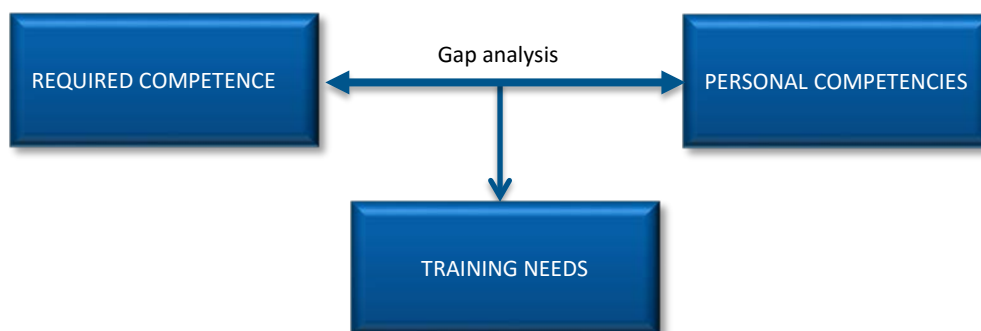 Gap analysis
REQUIRED COMPETENCE
PERSONAL COMPETENCIES
TRAINING NEEDS